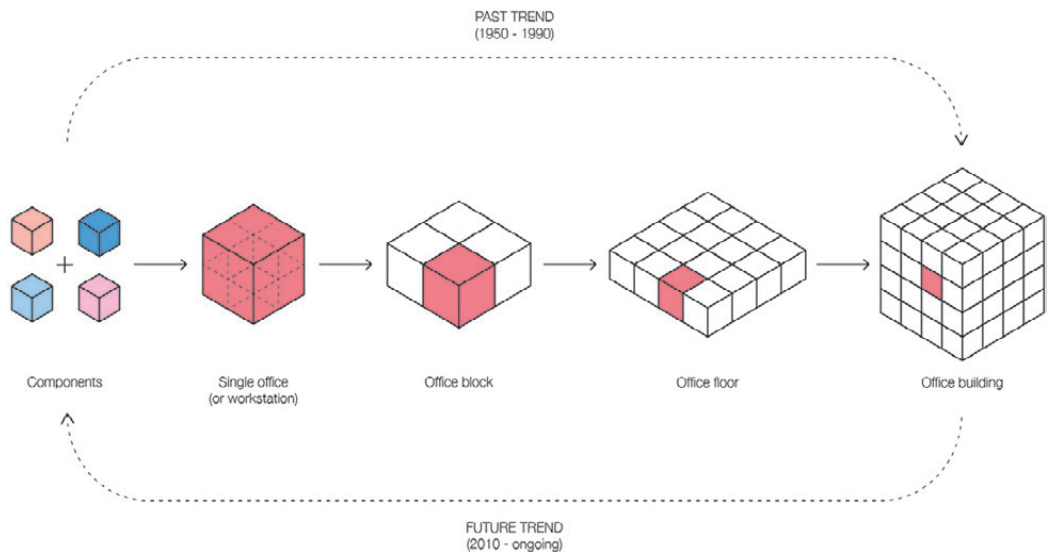 PAST TREND
(1950 - 1990)
+
Components
Single office
(or workstation)
Office block
Office floor
Office building
FUTURE TREND
(2010 - ongoing)